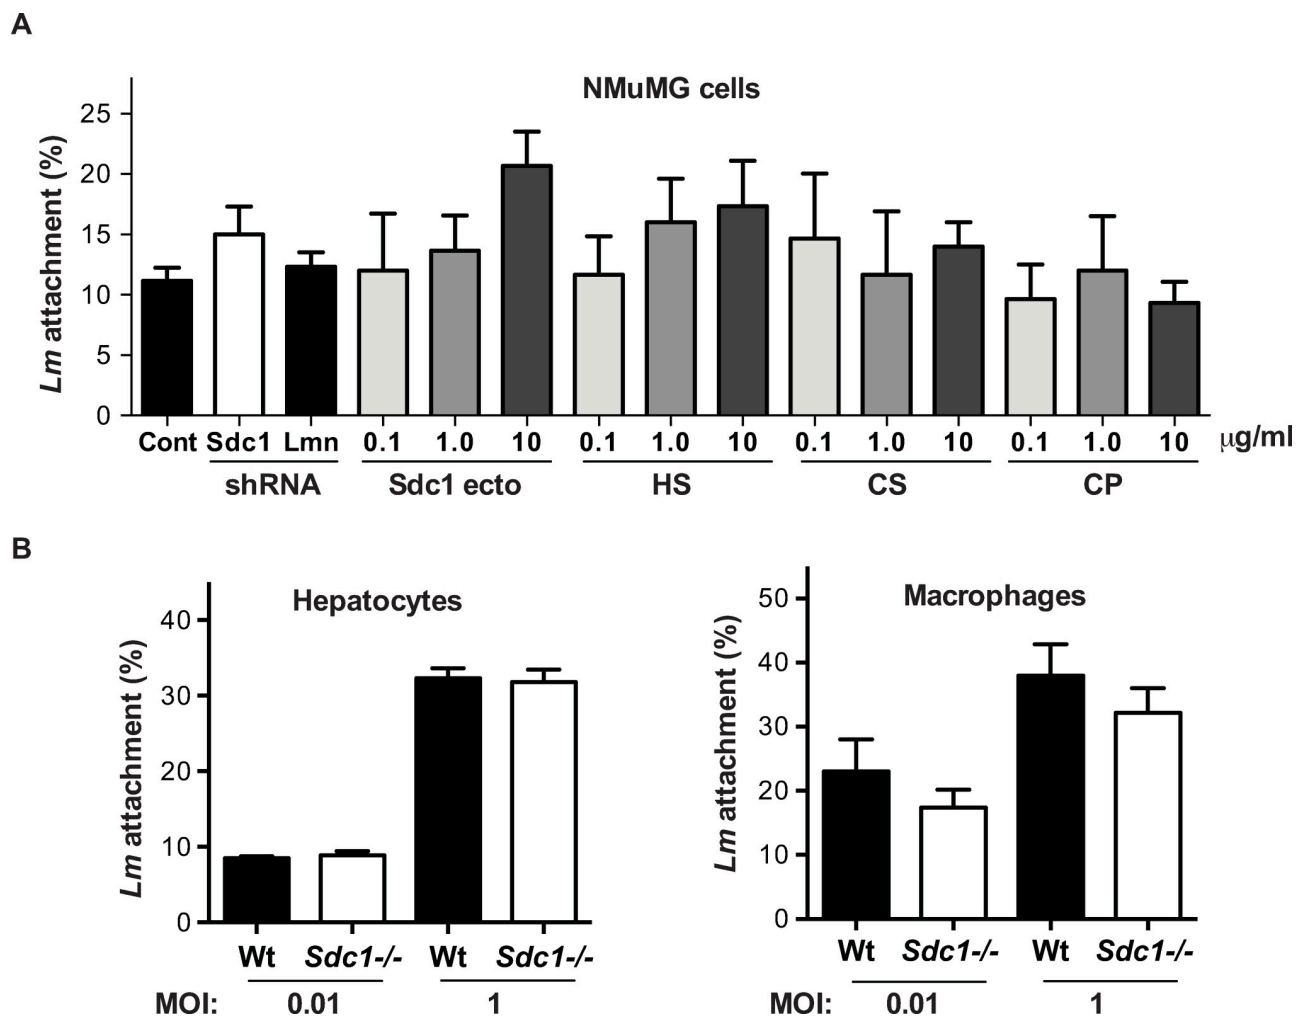 A
NMuMG cells
Lm attachment (%)
25
20
15
10
5
0
Cont Sdc1 Lmn 0.1 1.0 10 0.1 1.0 10 0.1 1.0 10 0.1 1.0 10 μg/ml
shRNA Sdc1 ecto HS CS CP
B
Hepatocytes
Lm attachment (%)
40
30
20
10
0
Wt Sdc1-/- Wt Sdc1-/-
MOI: 0.01 1
Macrophages
Lm attachment (%)
50
40
30
20
10
0
Wt Sdc1-/- Wt Sdc1-/-
MOI: 0.01 1